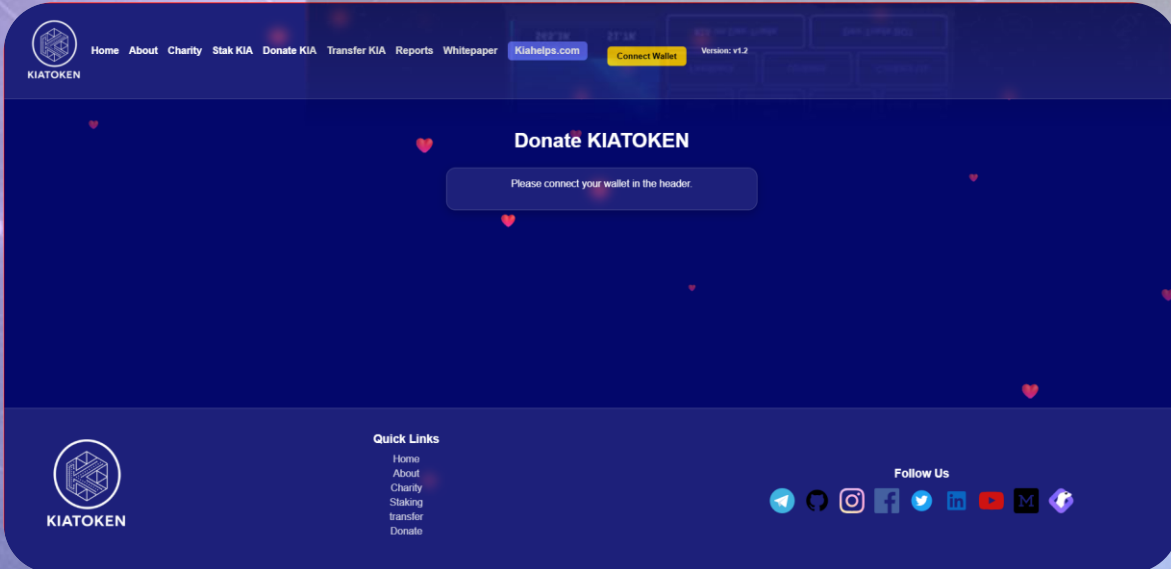 KIATOKEN
Home About Charity Stak KIA Donate KIA Transfer KIA Reports Whitepaper Kiahelps.com Connect Wallet Version: v1.2
Donate KIATOKEN
Please connect your wallet in the header.
KIATOKEN
Quick Links
Home
About
Charity
Staking
transfer
Donate
Follow Us